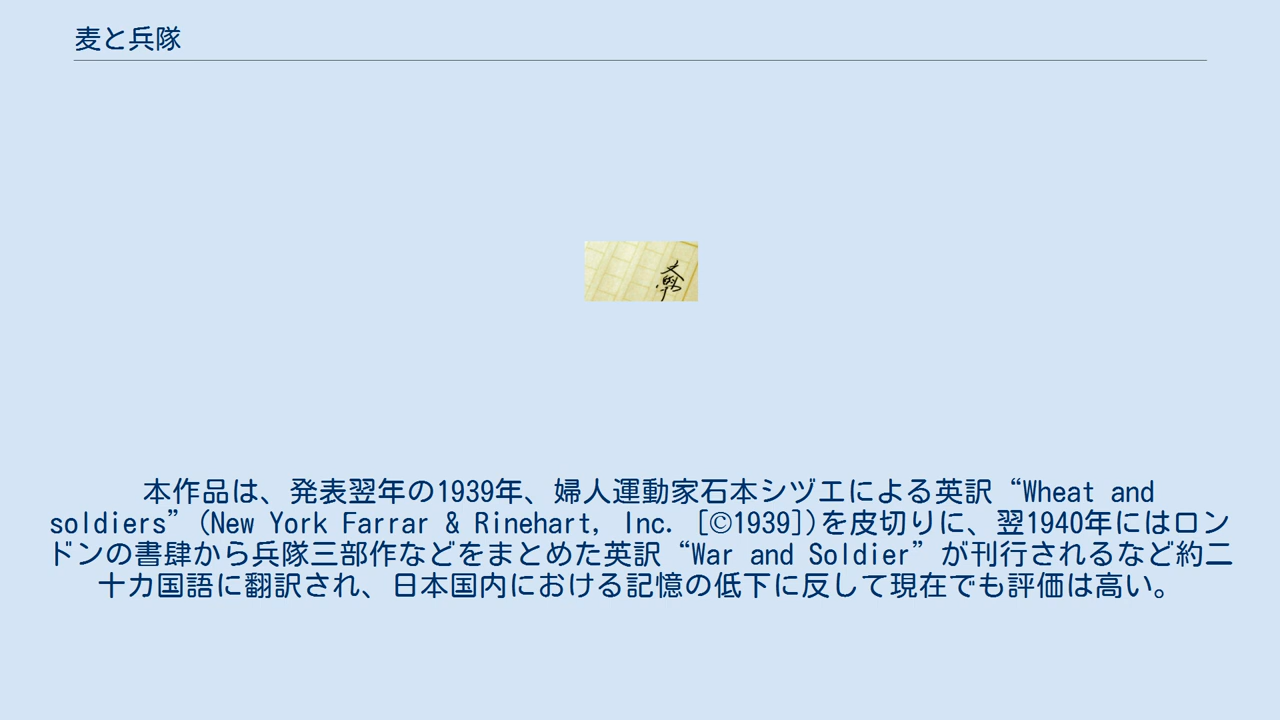 麦と兵隊
本作品は、発表翌年の1939年、婦人運動家石本シヅエによる英訳“Wheat and
soldiers”(New York Farrar & Rinehart, Inc. [©1939])を皮切りに、翌1940年にはロン
ドンの書肆から兵隊三部作などをまとめた英訳“War and Soldier”が刊行されるなど約二
十カ国語に翻訳され、日本国内における記憶の低下に反して現在でも評価は高い。